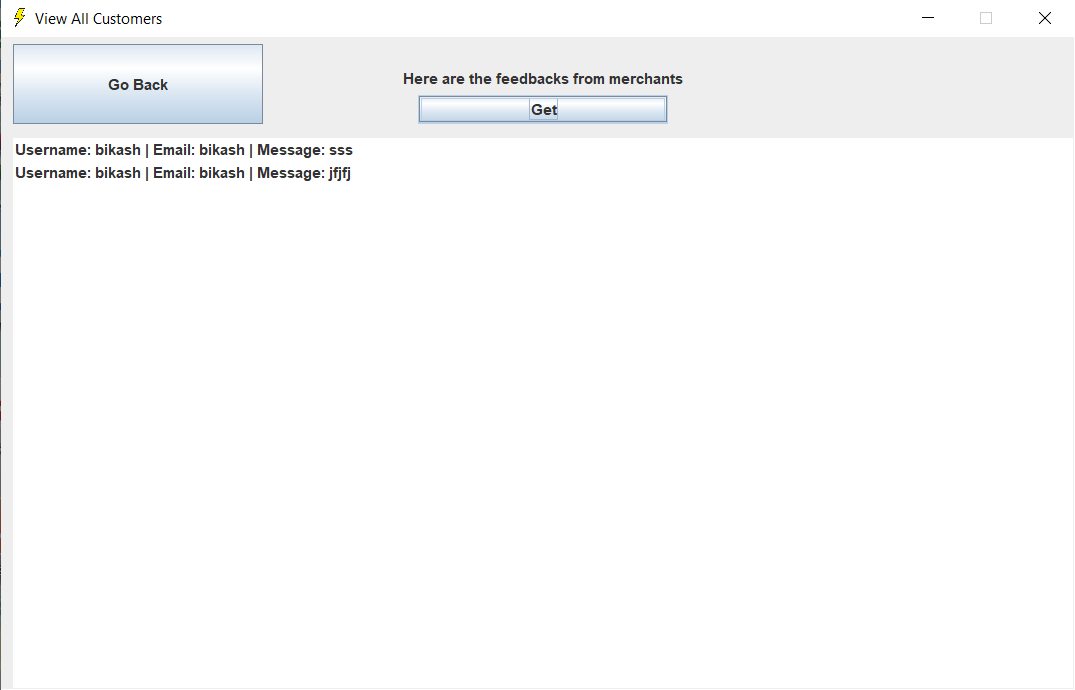 View All Customers
Go Back
Here are the feedbacks from merchants
Get
Username: bikash | Email: bikash | Message: sss
Username: bikash | Email: bikash | Message: jfjfj